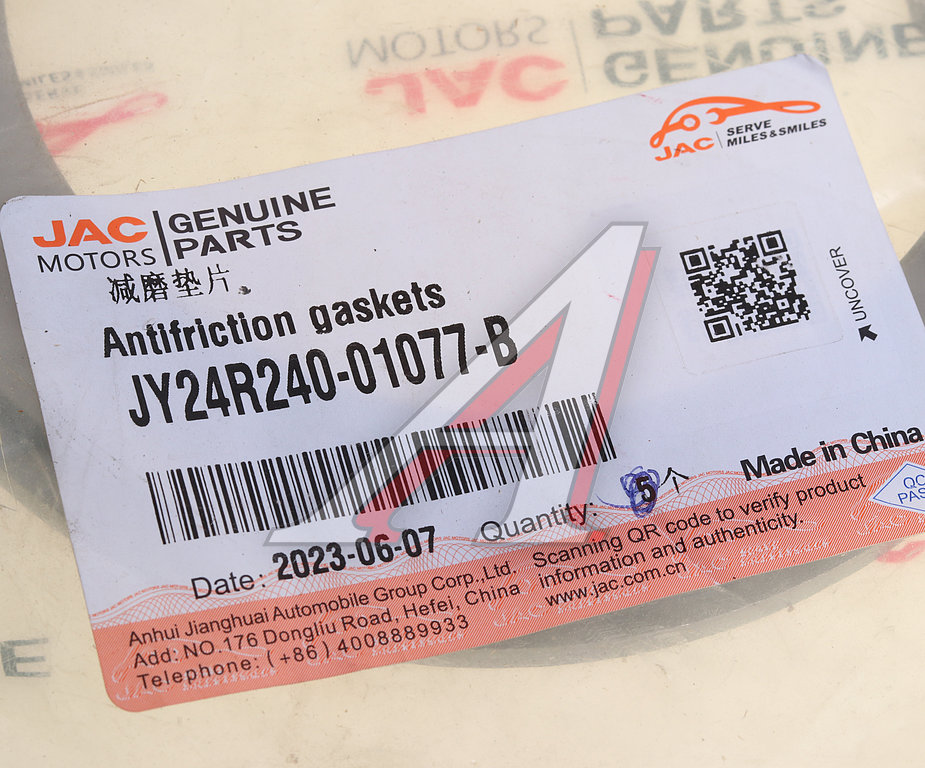 MOTORS
PARTS
JAC
GENUINE
JAC
SERVE
MILES & SMILES
JAC
MOTORS
GENUINE
PARTS
减磨垫片
Antifriction gaskets
JY24R240-01077-B
UNCOVER
Made in China
Date: 2023-06-07
Quantity: 5个
QC
PASS
Scanning QR code to verify product
information and authenticity.
www.jac.com.cn
Anhui Jianghuai Automobile Group Corp.,Ltd.
Add: NO.176 Dongliu Road, Hefei, China
Telephone: (+86) 4008889933